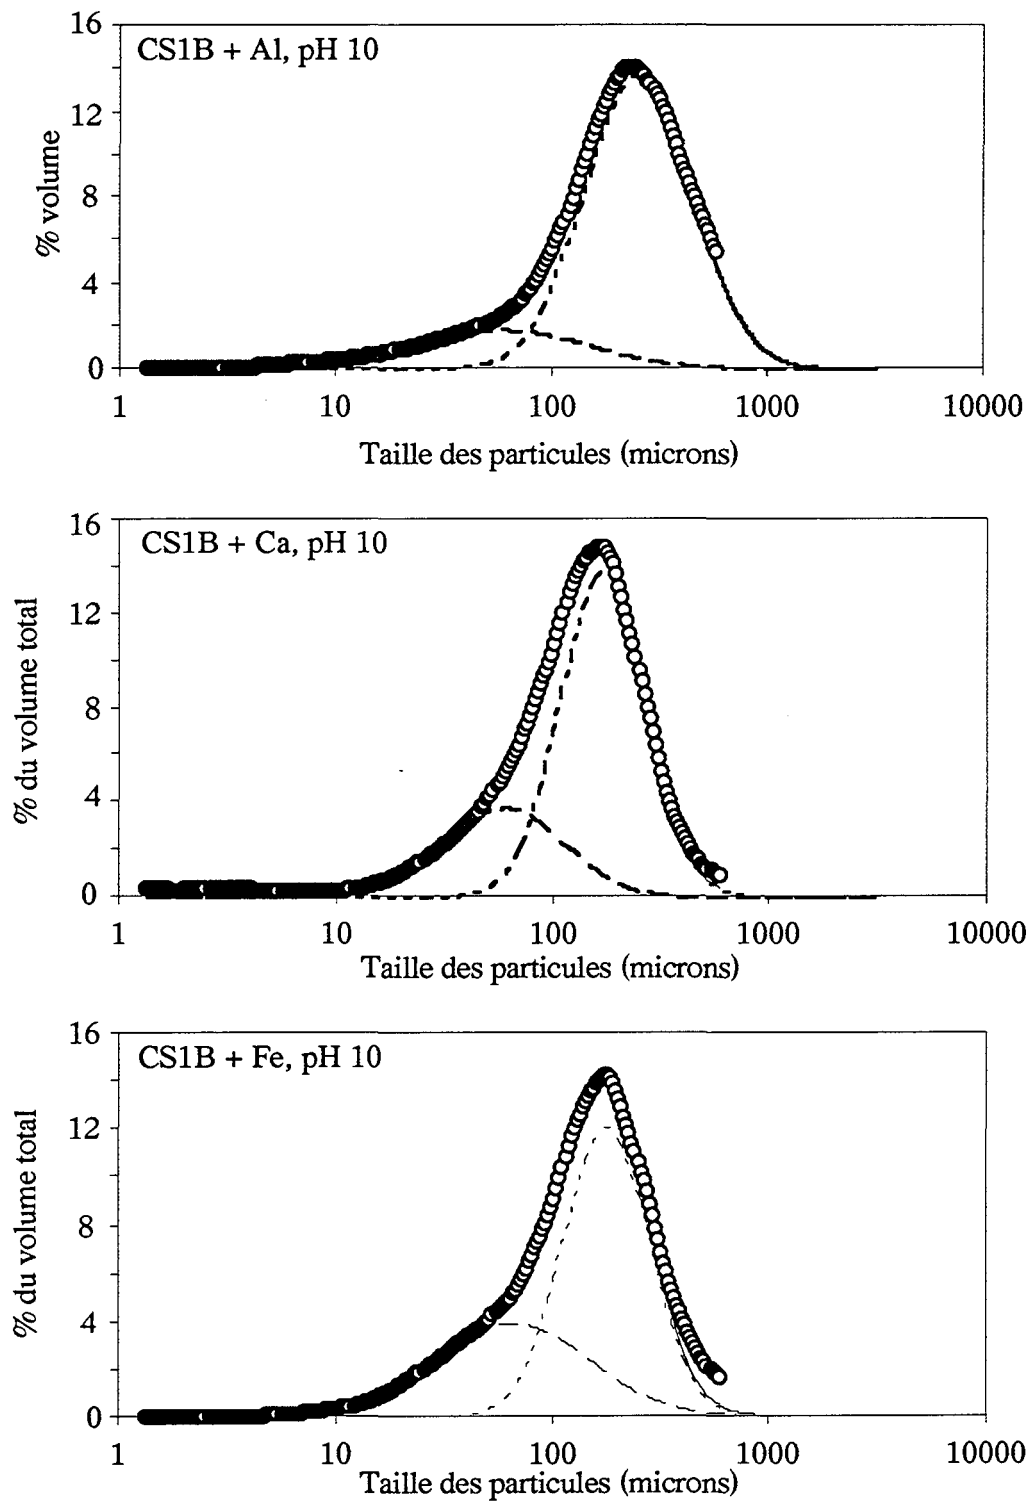 16
CS1B + Al, pH 10
12
8
4
0
% volume
1 10 100 1000 10000
Taille des particules (microns)
16
CS1B + Ca, pH 10
12
8
4
0
% du volume total
1 10 100 1000 10000
Taille des particules (microns)
16
CS1B + Fe, pH 10
12
8
4
0
% du volume total
1 10 100 1000 10000
Taille des particules (microns)